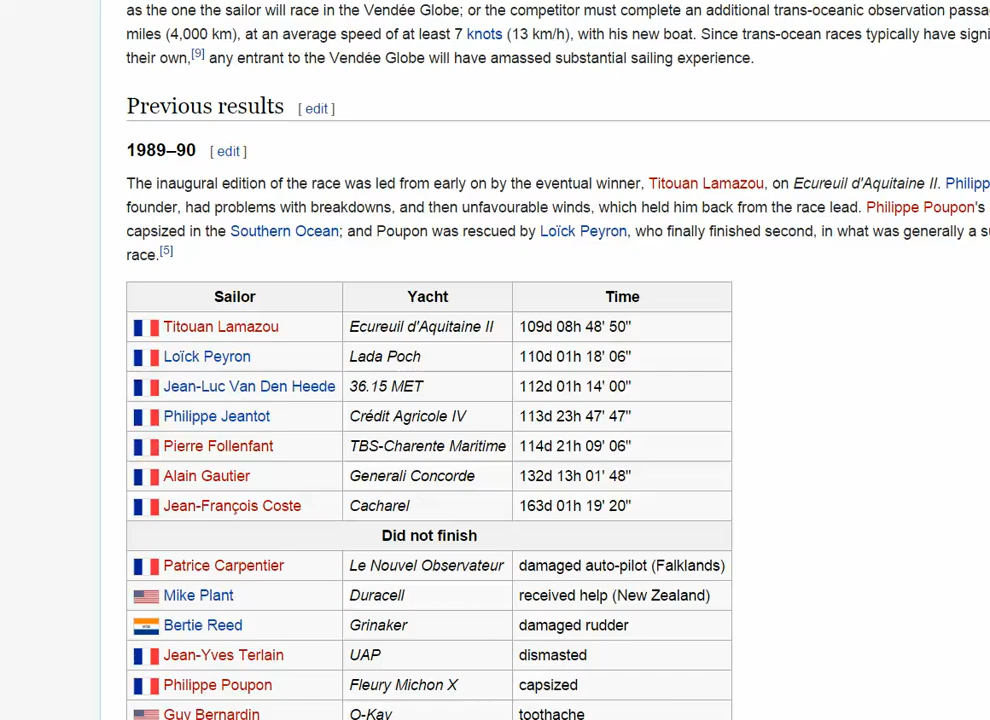 as the one the sailor will race in the Vendée Globe; or the competitor must complete an additional trans-oceanic observation passa
miles (4,000 km), at an average speed of at least 7 knots (13 km/h), with his new boat. Since trans-ocean races typically have signi
their own,[9] any entrant to the Vendée Globe will have amassed substantial sailing experience.
Previous results [ edit ]
1989–90 [ edit ]
The inaugural edition of the race was led from early on by the eventual winner, Titouan Lamazou, on Ecureuil d'Aquitaine II. Philipp
founder, had problems with breakdowns, and then unfavourable winds, which held him back from the race lead. Philippe Poupon's
capsized in the Southern Ocean; and Poupon was rescued by Loïck Peyron, who finally finished second, in what was generally a su
race.[5]
Sailor Yacht Time
Titouan Lamazou Ecureuil d'Aquitaine II 109d 08h 48' 50"
Loïck Peyron Lada Poch 110d 01h 18' 06"
Jean-Luc Van Den Heede 36.15 MET 112d 01h 14' 00"
Philippe Jeantot Crédit Agricole IV 113d 23h 47' 47"
Pierre Follenfant TBS-Charente Maritime 114d 21h 09' 06"
Alain Gautier Generali Concorde 132d 13h 01' 48"
Jean-François Coste Cacharel 163d 01h 19' 20"
Did not finish
Patrice Carpentier Le Nouvel Observateur damaged auto-pilot (Falklands)
Mike Plant Duracell received help (New Zealand)
Bertie Reed Grinaker damaged rudder
Jean-Yves Terlain UAP dismasted
Philippe Poupon Fleury Michon X capsized
Guy Bernardin O-Kay toothache